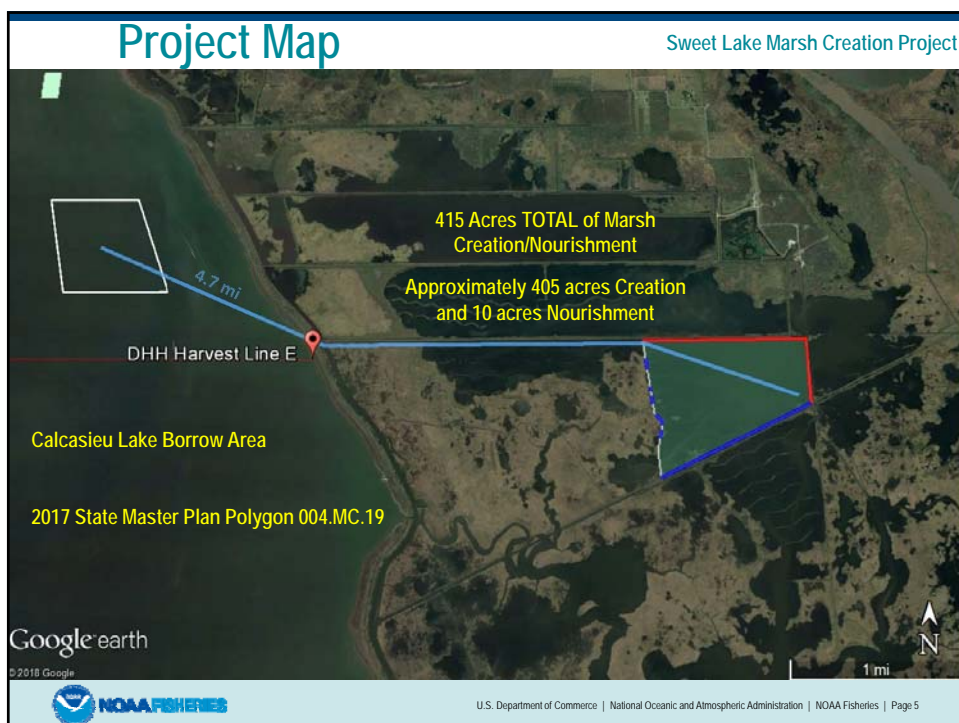 Project Map
Sweet Lake Marsh Creation Project
415 Acres TOTAL of Marsh
Creation/Nourishment
4.7 mi
Approximately 405 acres Creation
and 10 acres Nourishment
DHH Harvest Line E
Calcasieu Lake Borrow Area
2017 State Master Plan Polygon 004.MC.19
Google earth
N
© 2018 Google
1 mi
NOAA
NOAA FISHERIES
U.S. Department of Commerce | National Oceanic and Atmospheric Administration | NOAA Fisheries | Page 5